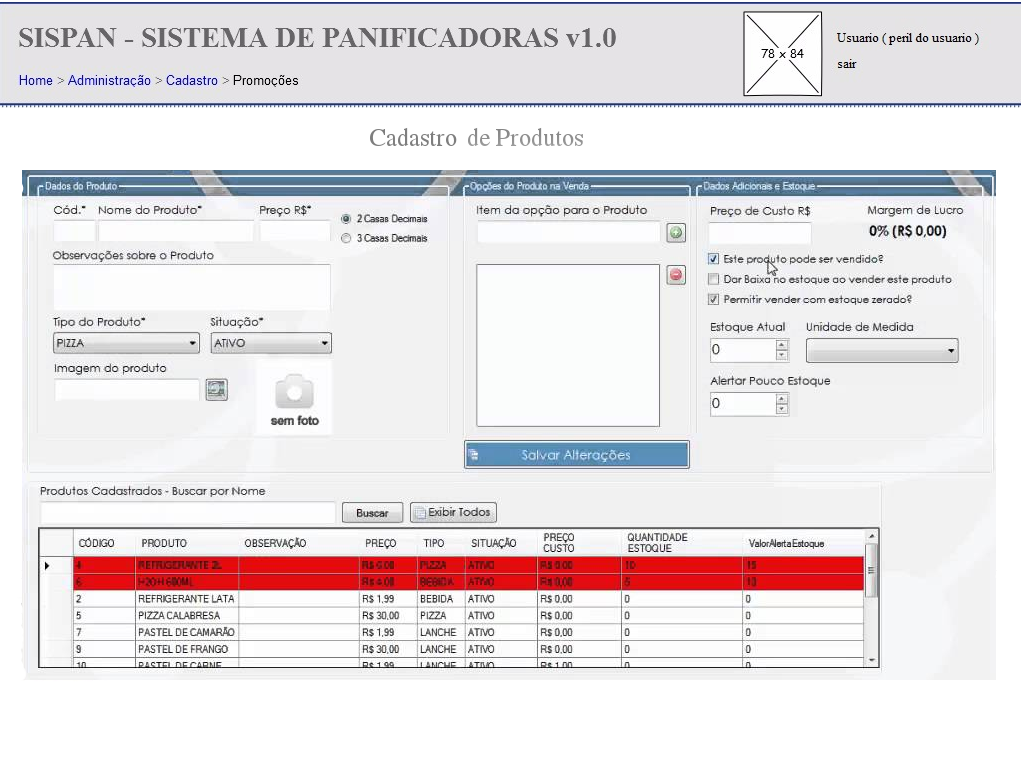 SISPAN - SISTEMA DE PANIFICADORAS v1.0
78 x 84
Usuario ( peril do usuario )
sair
Home > Administração > Cadastro > Promoções
Cadastro de Produtos
Dados do Produto
Cód.* Nome do Produto* Preço R$*
2 Casas Decimais
3 Casas Decimais
Observações sobre o Produto
Tipo do Produto* Situação*
PIZZA ATIVO
Imagem do produto
sem foto
Opções do Produto na Venda
Item da opção para o Produto
Dados Adicionais e Estoque
Preço de Custo R$ Margem de Lucro
0% (R$ 0,00)
Este produto pode ser vendido?
Dar Baixa no estoque ao vender este produto
Permitir vender com estoque zerado?
Estoque Atual Unidade de Medida
0
Alertar Pouco Estoque
0
Salvar Alterações
Produtos Cadastrados - Buscar por Nome
Buscar Exibir Todos
CÓDIGO PRODUTO OBSERVAÇÃO PREÇO TIPO SITUAÇÃO PREÇO CUSTO QUANTIDADE ESTOQUE ValorAlertaEstoque
4 REFRIGERANTE 2L R$ 6,00 PIZZA ATIVO R$ 0,00 10 15
6 H2OH 600ML R$ 4,00 BEBIDA ATIVO R$ 0,00 5 10
2 REFRIGERANTE LATA R$ 1,99 BEBIDA ATIVO R$ 0,00 0 0
5 PIZZA CALABRESA R$ 30,00 PIZZA ATIVO R$ 0,00 0 0
7 PASTEL DE CAMARÃO R$ 1,99 LANCHE ATIVO R$ 0,00 0 0
9 PASTEL DE FRANGO R$ 30,00 LANCHE ATIVO R$ 0,00 0 0
10 PASTEL DE CARNE R$ 1,99 LANCHE ATIVO R$ 1,00 0 0